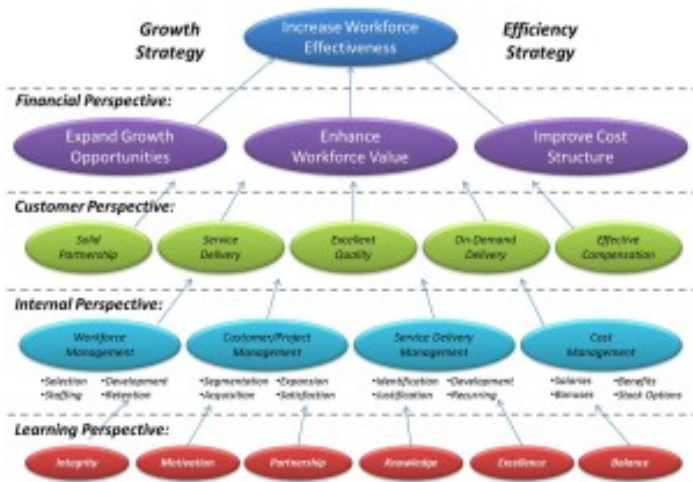 Growth
Strategy
Increase Workforce
Effectiveness
Efficiency
Strategy
Financial Perspective:
Expand Growth
Opportunities
Enhance
Workforce Value
Improve Cost
Structure
Customer Perspective:
Solid
Partnership
Service
Delivery
Excellent
Quality
On-Demand
Delivery
Effective
Compensation
Internal Perspective:
Workforce
Management
Customer/Project
Management
Service Delivery
Management
Cost
Management
•Selection •Development
•Staffing •Retention
•Segmentation •Expansion
•Acquisition •Satisfaction
•Identification •Development
•Justification •Recurring
•Salaries •Benefits
•Bonuses •Stock Options
Learning Perspective:
Integrity
Motivation
Partnership
Knowledge
Excellence
Balance